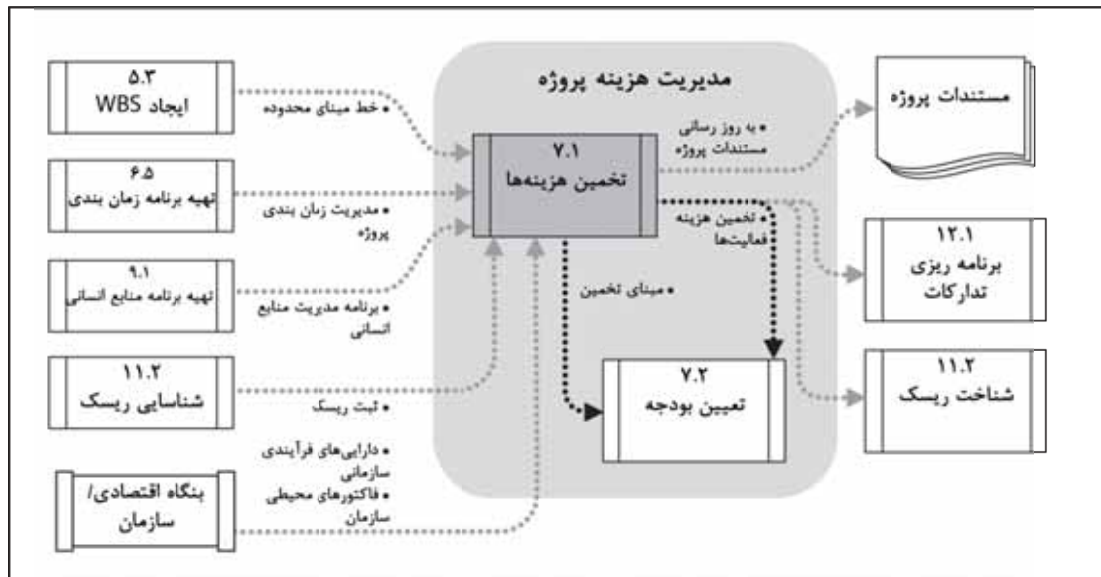 مدیریت هزینه پروژه
۵.۳
ایجاد WBS
• خط مبنای محدوده
۶.۵
تهیه برنامه زمان بندی
• مدیریت زمان بندی
پروژه
۹.۱
تهیه برنامه منابع انسانی
• برنامه مدیریت منابع
انسانی
۱۱.۲
شناسایی ریسک
• ثبت ریسک
بنگاه اقتصادی/
سازمان
• دارایی‌های فرآیندی
سازمانی
• فاکتورهای محیطی
سازمان
۷.۱
تخمین هزینه‌ها
• به روز رسانی
مستندات پروژه
• تخمین هزینه
فعالیت‌ها
• مبنای تخمین
۷.۲
تعیین بودجه
مستندات پروژه
۱۲.۱
برنامه ریزی
تدارکات
۱۱.۲
شناخت ریسک